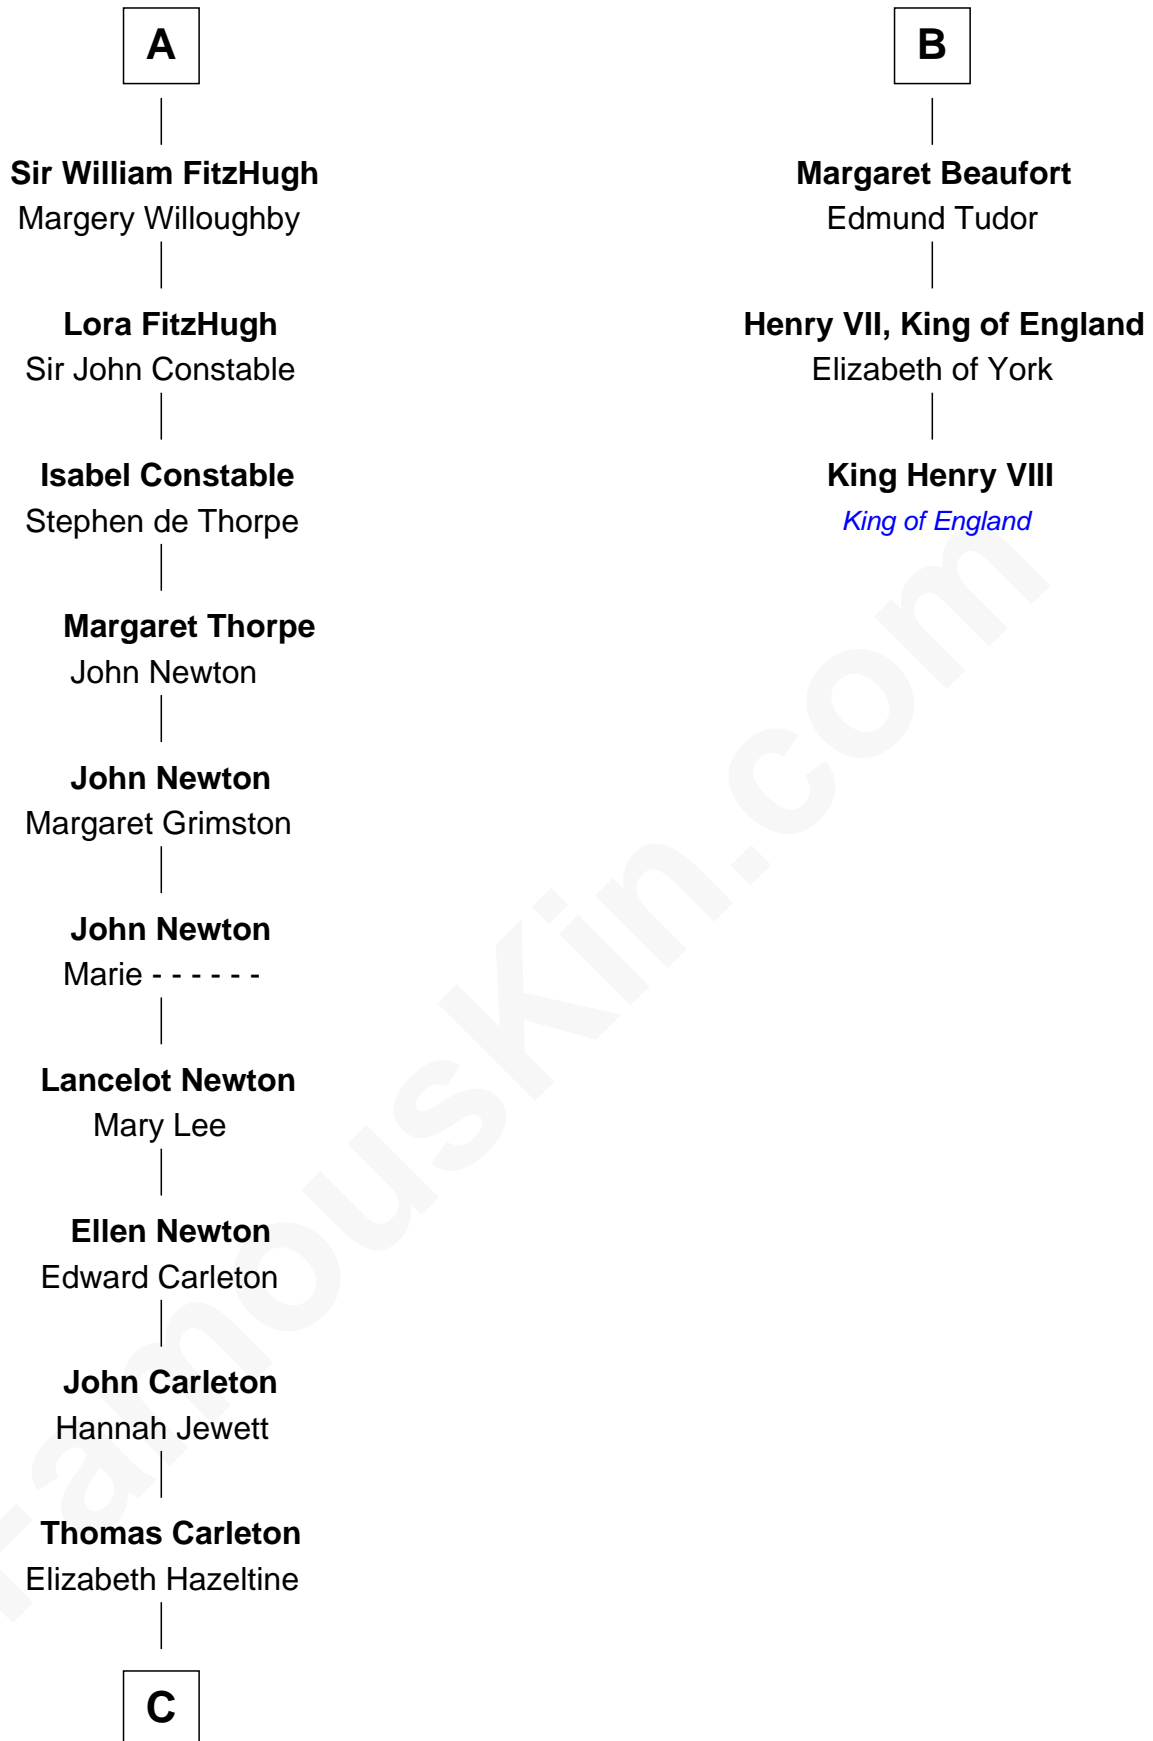 A
Sir William FitzHugh
Margery Willoughby
Lora FitzHugh
Sir John Constable
Isabel Constable
Stephen de Thorpe
Margaret Thorpe
John Newton
John Newton
Margaret Grimston
John Newton
Marie - - - - - -
Lancelot Newton
Mary Lee
Ellen Newton
Edward Carleton
John Carleton
Hannah Jewett
Thomas Carleton
Elizabeth Hazeltine
C
B
Margaret Beaufort
Edmund Tudor
Henry VII, King of England
Elizabeth of York
King Henry VIII
King of England
FamousKin.com